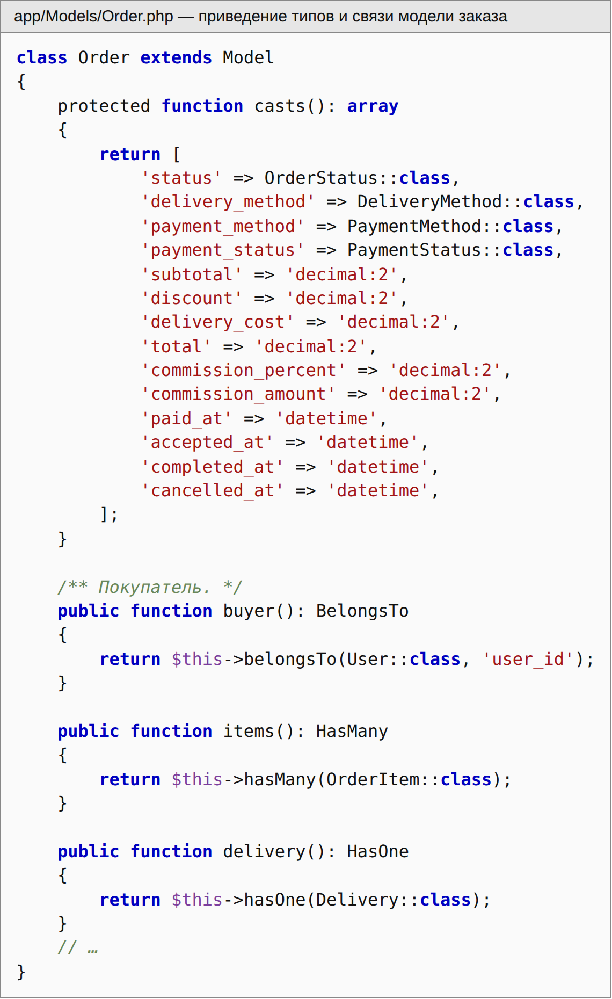 app/Models/Order.php — приведение типов и связи модели заказа
class Order extends Model
{
    protected function casts(): array
    {
        return [
            'status' => OrderStatus::class,
            'delivery_method' => DeliveryMethod::class,
            'payment_method' => PaymentMethod::class,
            'payment_status' => PaymentStatus::class,
            'subtotal' => 'decimal:2',
            'discount' => 'decimal:2',
            'delivery_cost' => 'decimal:2',
            'total' => 'decimal:2',
            'commission_percent' => 'decimal:2',
            'commission_amount' => 'decimal:2',
            'paid_at' => 'datetime',
            'accepted_at' => 'datetime',
            'completed_at' => 'datetime',
            'cancelled_at' => 'datetime',
        ];
    }

    /** Покупатель. */
    public function buyer(): BelongsTo
    {
        return $this->belongsTo(User::class, 'user_id');
    }

    public function items(): HasMany
    {
        return $this->hasMany(OrderItem::class);
    }

    public function delivery(): HasOne
    {
        return $this->hasOne(Delivery::class);
    }
    // …
}